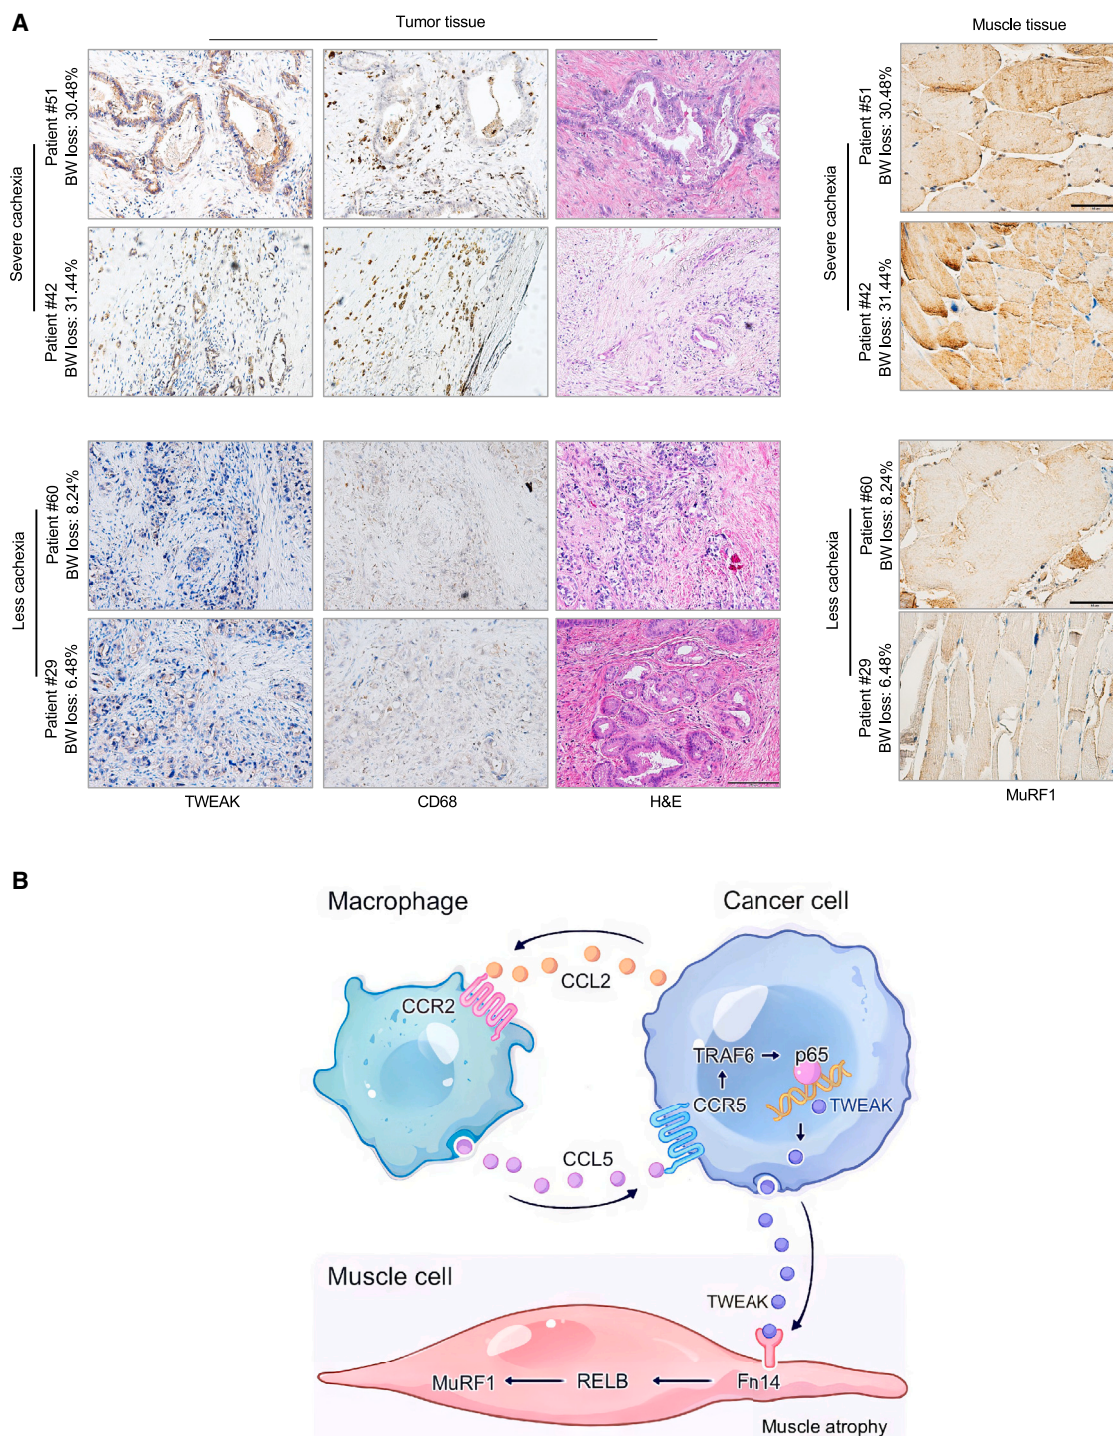 A
Tumor tissue
Muscle tissue
Severe cachexia
Patient #51
BW loss: 30.48%
Patient #42
BW loss: 31.44%
Severe cachexia
Patient #51
BW loss: 30.48%
Patient #42
BW loss: 31.44%
Less cachexia
Patient #60
BW loss: 8.24%
Patient #29
BW loss: 6.48%
Less cachexia
Patient #60
BW loss: 8.24%
Patient #29
BW loss: 6.48%
TWEAK
CD68
H&E
MuRF1
B
Macrophage
Cancer cell
CCL2
CCR2
TRAF6
p65
CCR5
TWEAK
CCL5
Muscle cell
TWEAK
MuRF1
RELB
Fn14
Muscle atrophy